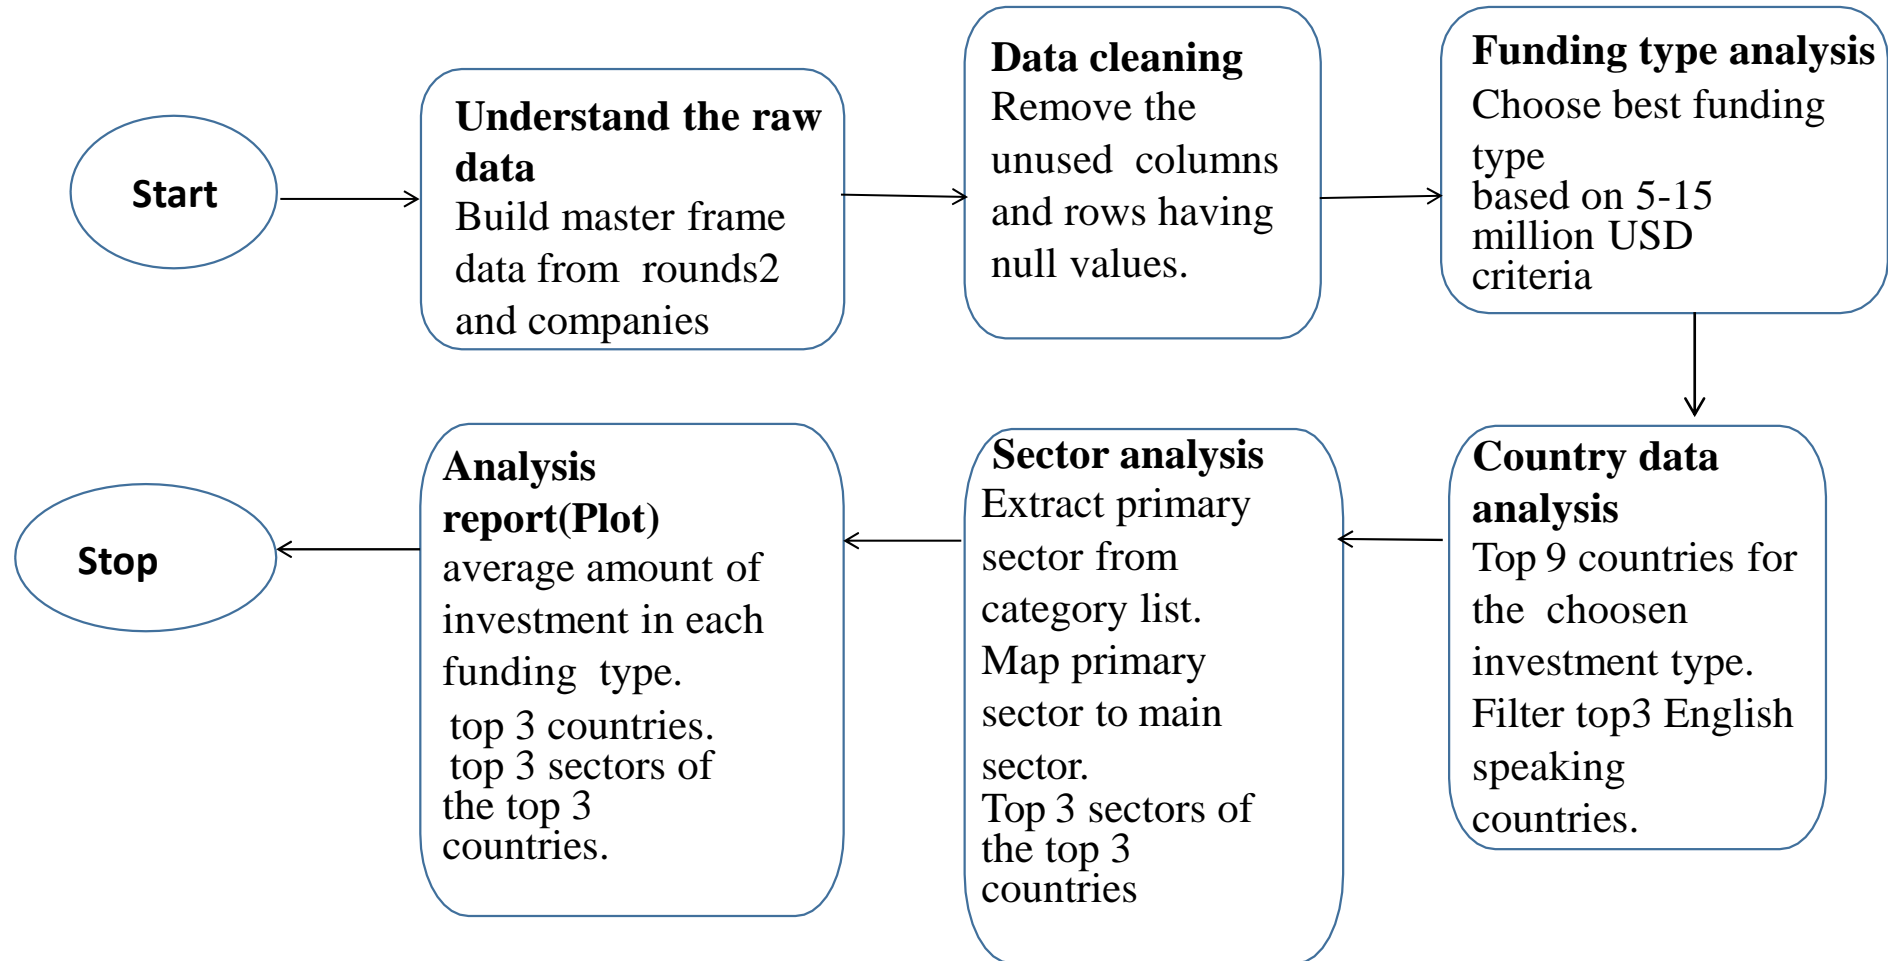 Start
Understand the raw
data
Build master frame
data from rounds2
and companies
Data cleaning
Remove the
unused columns
and rows having
null values.
Funding type analysis
Choose best funding
type
based on 5-15
million USD
criteria
Country data
analysis
Top 9 countries for
the choosen
investment type.
Filter top3 English
speaking
countries.
Sector analysis
Extract primary
sector from
category list.
Map primary
sector to main
sector.
Top 3 sectors of
the top 3
countries
Analysis
report(Plot)
average amount of
investment in each
funding type.
top 3 countries.
top 3 sectors of
the top 3
countries.
Stop